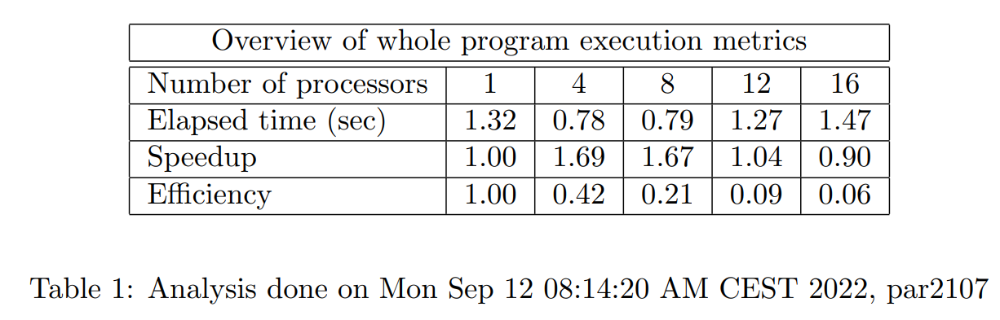 Overview of whole program execution metrics
Number of processors 1 4 8 12 16
Elapsed time (sec) 1.32 0.78 0.79 1.27 1.47
Speedup 1.00 1.69 1.67 1.04 0.90
Efficiency 1.00 0.42 0.21 0.09 0.06
Table 1: Analysis done on Mon Sep 12 08:14:20 AM CEST 2022, par2107